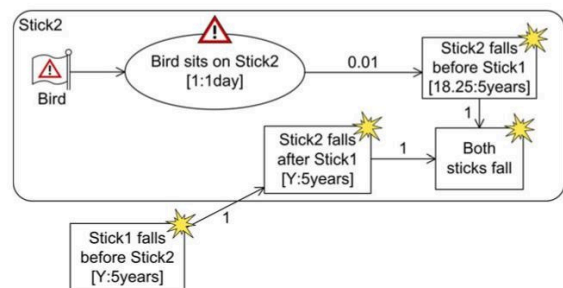 Stick2
Bird
Bird sits on Stick2
[1:1day]
0.01
Stick2 falls
before Stick1
[18.25:5years]
1
Stick2 falls
after Stick1
[Y:5years]
1
Both
sticks fall
1
Stick1 falls
before Stick2
[Y:5years]